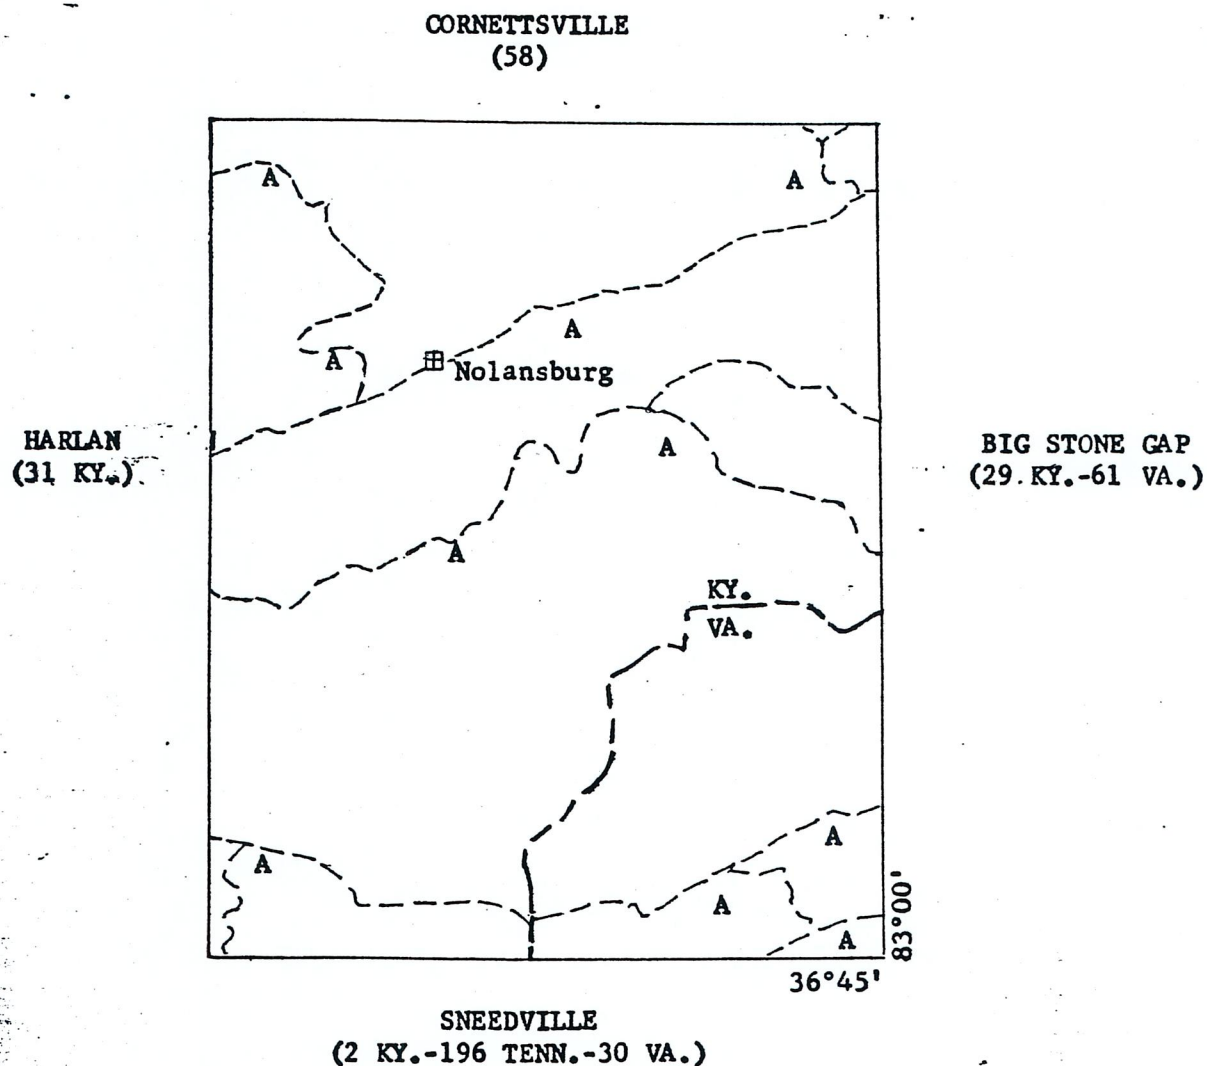 CORNETTSVILLE
(58)
A
A
A
A
Nolansburg
HARLAN
(31 KY.)
A
BIG STONE GAP
(29 KY.-61 VA.)
A
KY.
VA.
A
A
A
A
83°00'
36°45'
SNEEDVILLE
(2 KY.-196 TENN.-30 VA.)